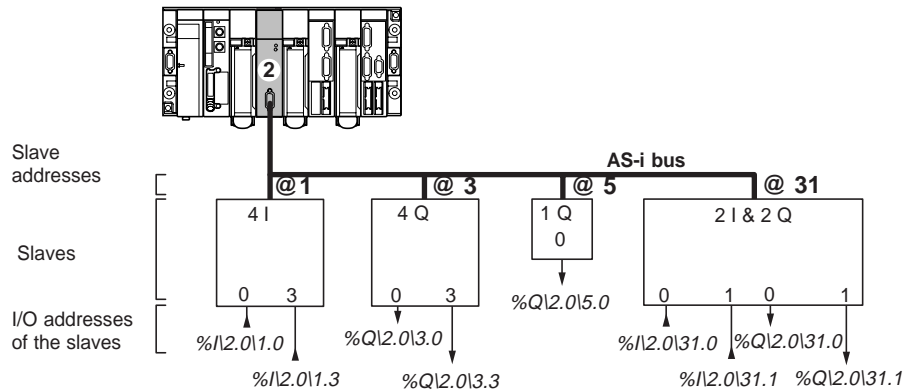 2
AS-i bus
Slave
addresses
@1
@ 3
@ 5
@ 31
Slaves
4 I
4 Q
1 Q
2 I & 2 Q
0
0
3
0
3
0
1
0
1
I/O addresses
of the slaves
%I\2.0\1.0
%Q\2.0\3.0
%Q\2.0\5.0
%I\2.0\31.0
%Q\2.0\31.0
%I\2.0\1.3
%Q\2.0\3.3
%I\2.0\31.1
%Q\2.0\31.1